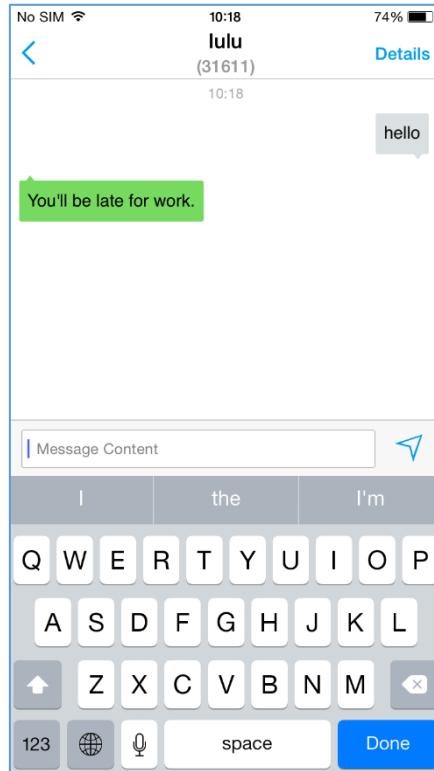 No SIM 10:18 74%
lulu
(31611)
Details
10:18
hello
You'll be late for work.
Message Content
I the I'm
Q W E R T Y U I O P
A S D F G H J K L
Z X C V B N M
123 space Done